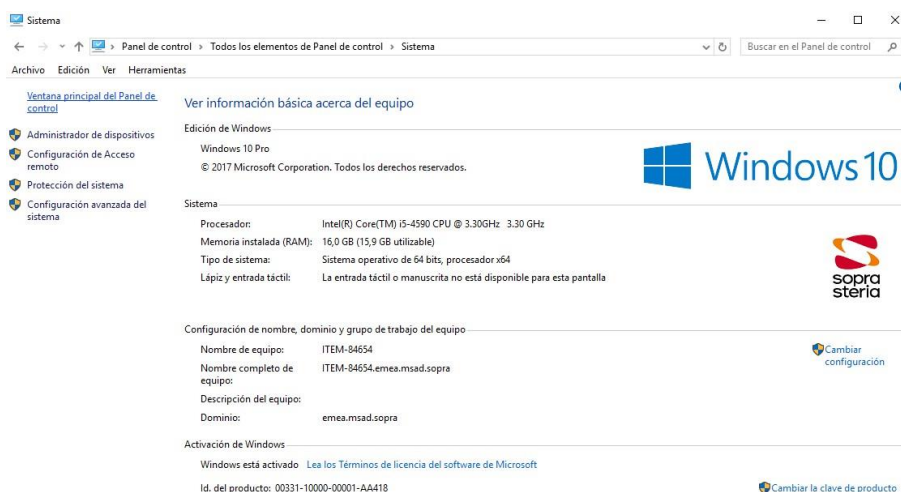 Sistema
Panel de control > Todos los elementos de Panel de control > Sistema
Buscar en el Panel de control
Archivo Edición Ver Herramientas
Ventana principal del Panel de
control
Administrador de dispositivos
Configuración de Acceso
remoto
Protección del sistema
Configuración avanzada del
sistema
Ver información básica acerca del equipo
Edición de Windows
Windows 10 Pro
© 2017 Microsoft Corporation. Todos los derechos reservados.
Windows 10
Sistema
Procesador: Intel(R) Core(TM) i5-4590 CPU @ 3.30GHz 3.30 GHz
Memoria instalada (RAM): 16,0 GB (15,9 GB utilizable)
Tipo de sistema: Sistema operativo de 64 bits, procesador x64
Lápiz y entrada táctil: La entrada táctil o manuscrita no está disponible para esta pantalla
sopra
steria
Configuración de nombre, dominio y grupo de trabajo del equipo
Nombre de equipo: ITEM-84654
Cambiar
configuración
Nombre completo de
equipo:
ITEM-84654.emea.msad.sopra
Descripción del equipo:
Dominio: emea.msad.sopra
Activación de Windows
Windows está activado Lea los Términos de licencia del software de Microsoft
Id. del producto: 00331-10000-00001-AA418
Cambiar la clave de producto